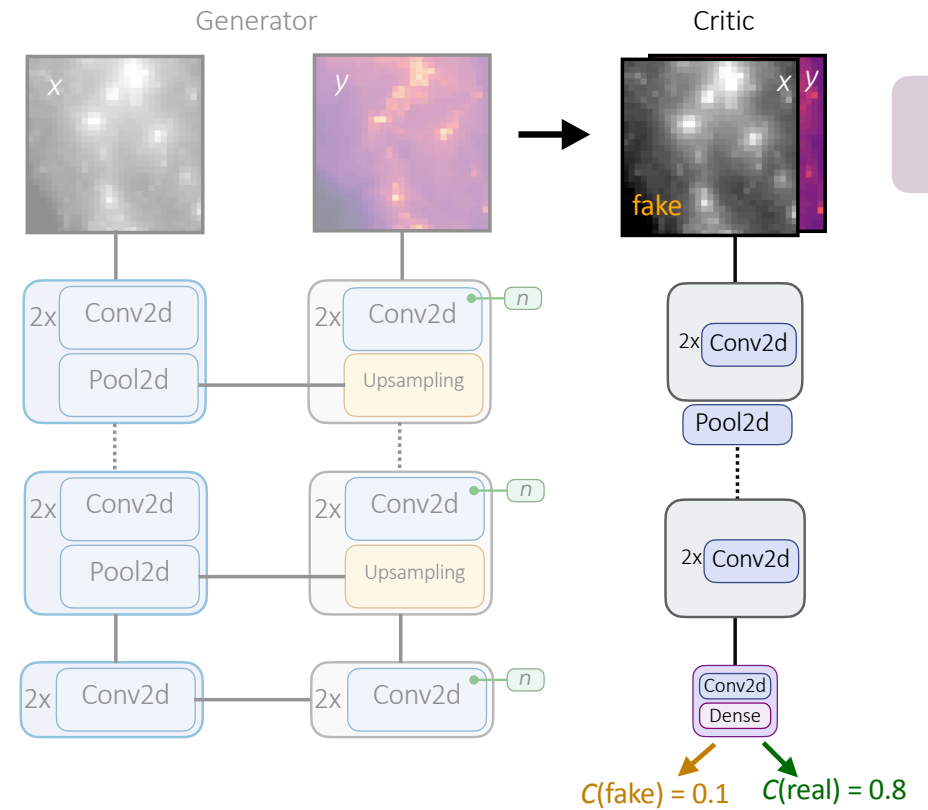 Generator
Critic
x
y
x
y
fake
2x
Conv2d
Pool2d
2x
Conv2d
n
Upsampling
2x
Conv2d
Pool2d
2x
Conv2d
Pool2d
2x
Conv2d
n
Upsampling
2x
Conv2d
2x
Conv2d
2x
Conv2d
n
Conv2d
Dense
C(fake) = 0.1
C(real) = 0.8